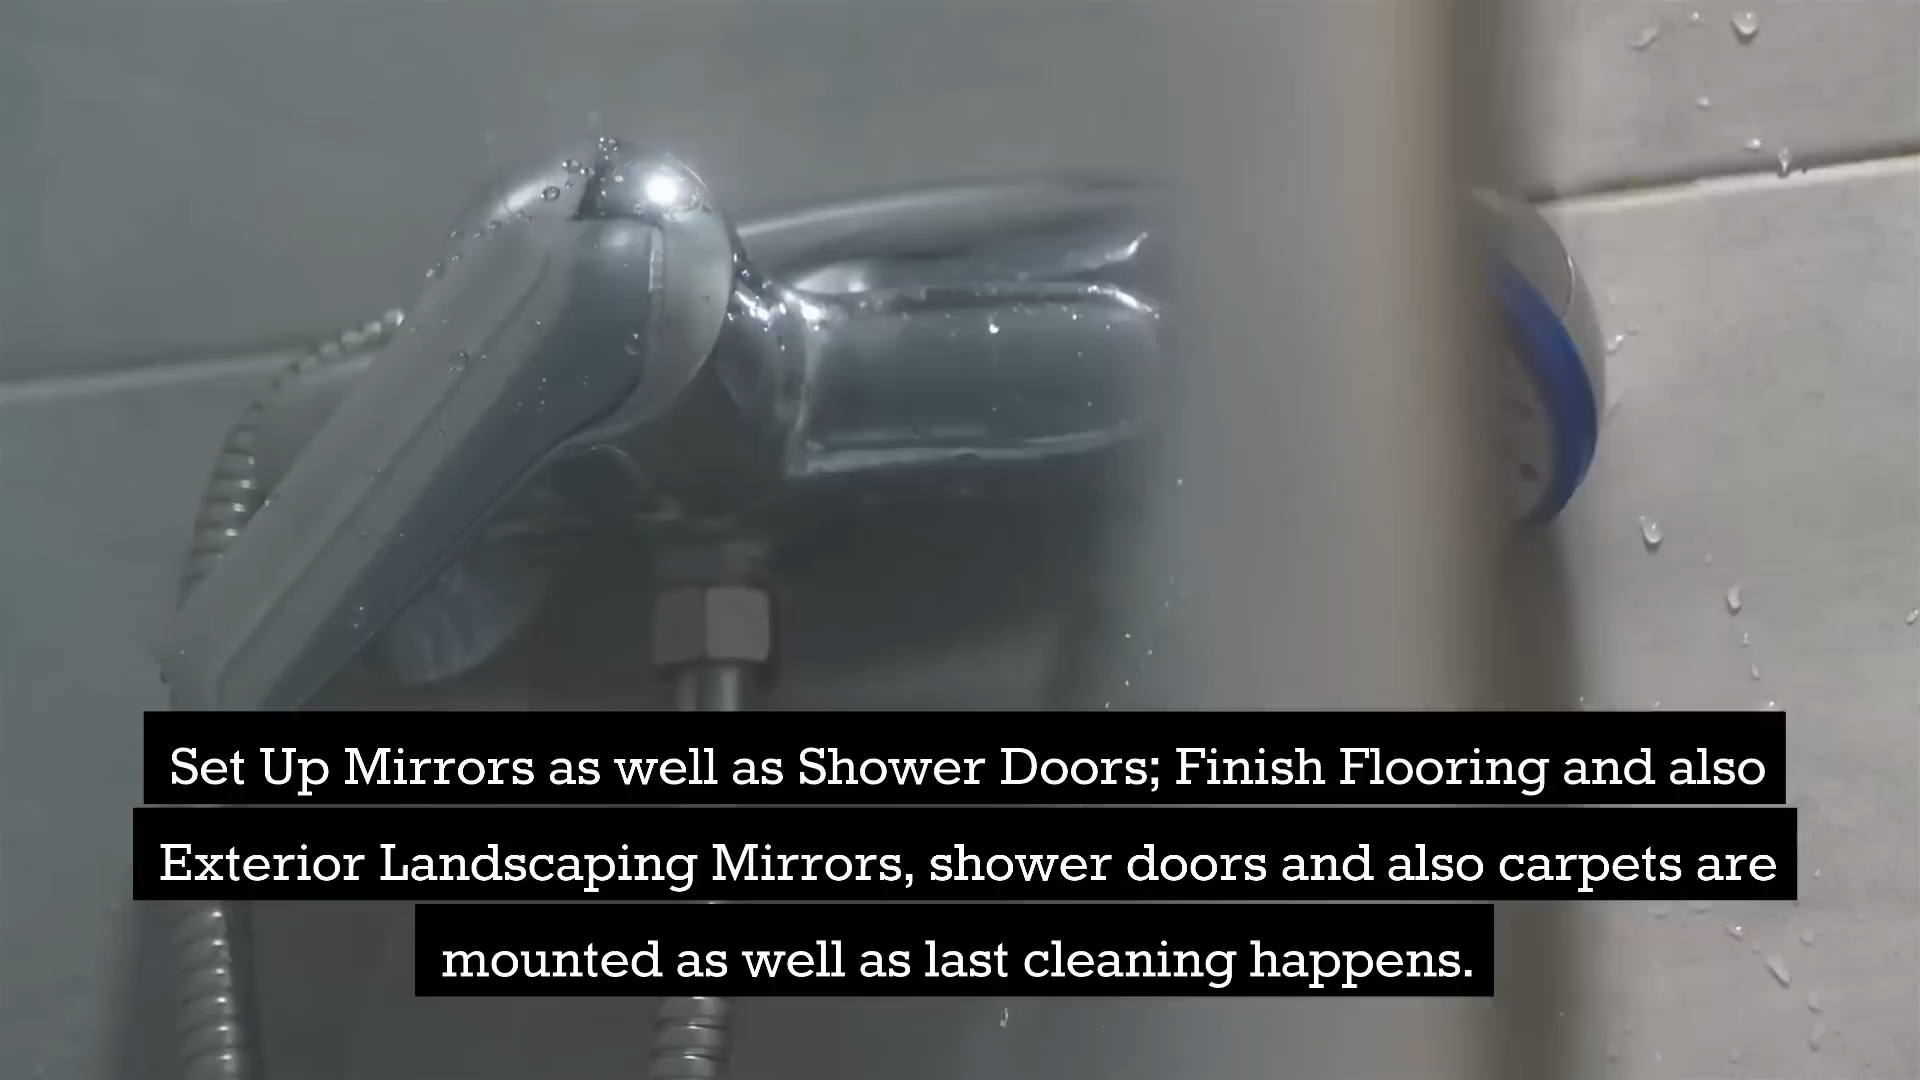 Set Up Mirrors as well as Shower Doors; Finish Flooring and also
Exterior Landscaping Mirrors, shower doors and also carpets are
mounted as well as last cleaning happens.